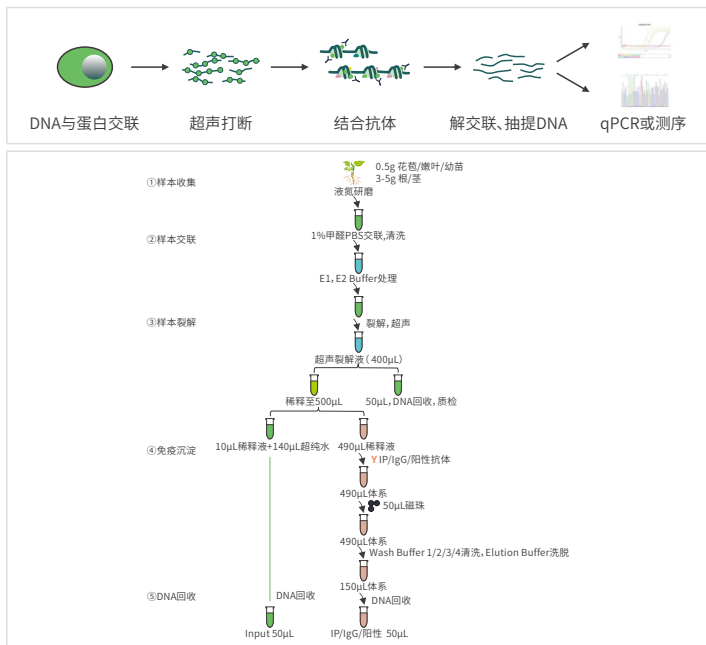 DNA与蛋白交联
超声打断
结合抗体
解交联、抽提DNA
qPCR或测序
0.5g 花苞/嫩叶/幼苗
3-5g 根/茎
①样本收集
液氮研磨
②样本交联
1%甲醛PBS交联,清洗
E1, E2 Buffer处理
③样本裂解
裂解,超声
超声裂解液（400μL）
稀释至500μL
50μL, DNA回收, 质检
④免疫沉淀
10μL稀释液+140μL超纯水
490μL稀释液
Y IP/IgG/阳性抗体
490μL体系
50μL磁珠
490μL体系
Wash Buffer 1/2/3/4清洗, Elution Buffer洗脱
150μL体系
⑤DNA回收
DNA回收
DNA回收
Input 50μL
IP/IgG/阳性 50μL